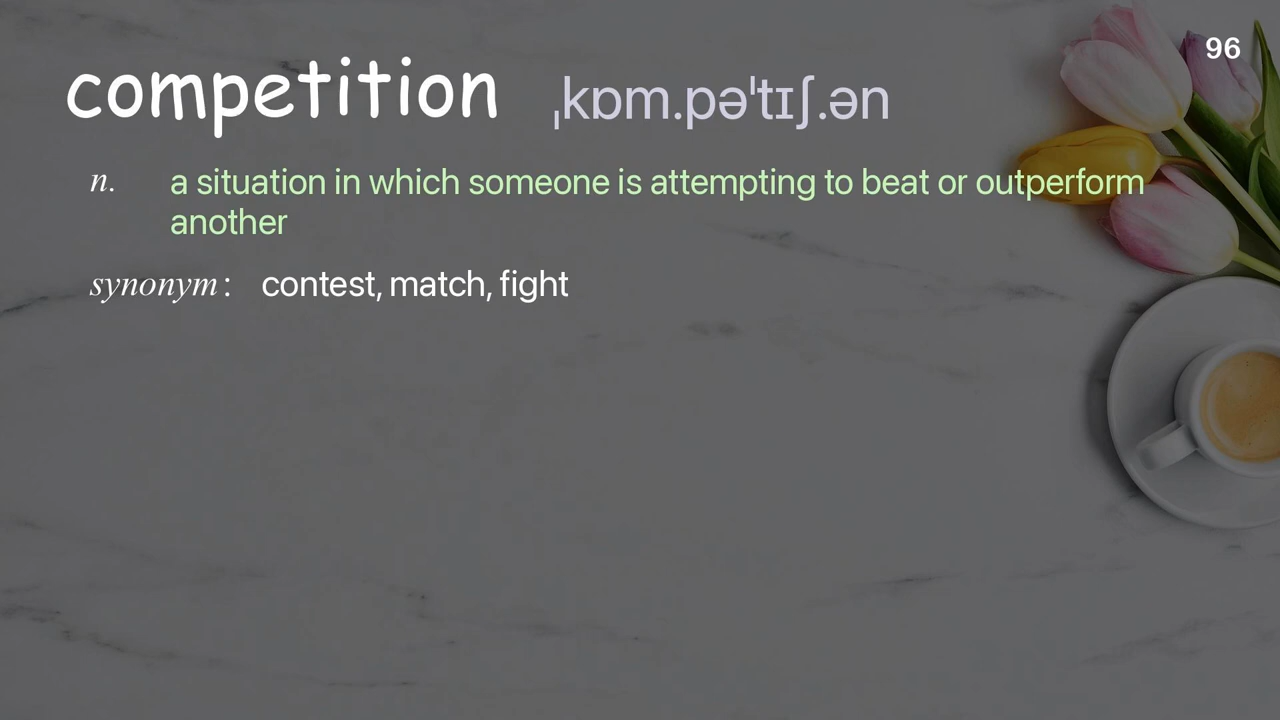 96
competition ˌkɒm.pəˈtɪʃ.ən
n. a situation in which someone is attempting to beat or outperform
another
synonym : contest, match, fight